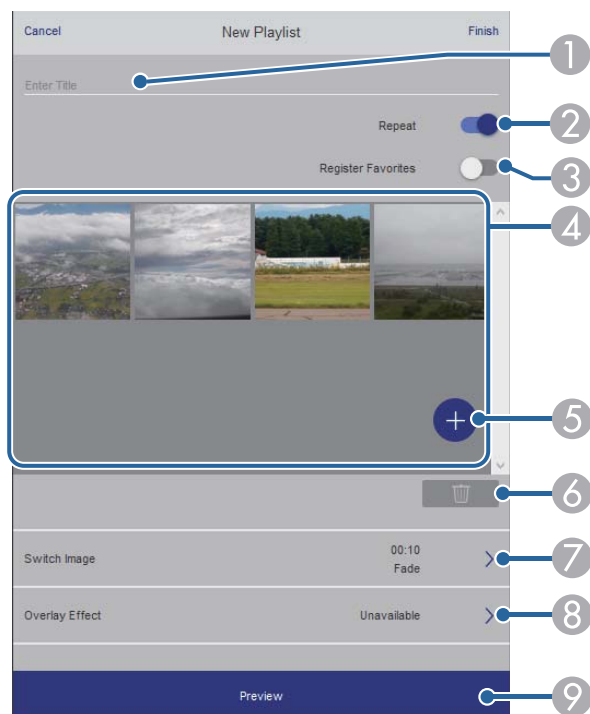 Cancel New Playlist Finish
1
Enter Title
Repeat
2
Register Favorites
3
4
5
6
Switch Image 00:10
Fade
7
Overlay Effect Unavailable
8
Preview
9